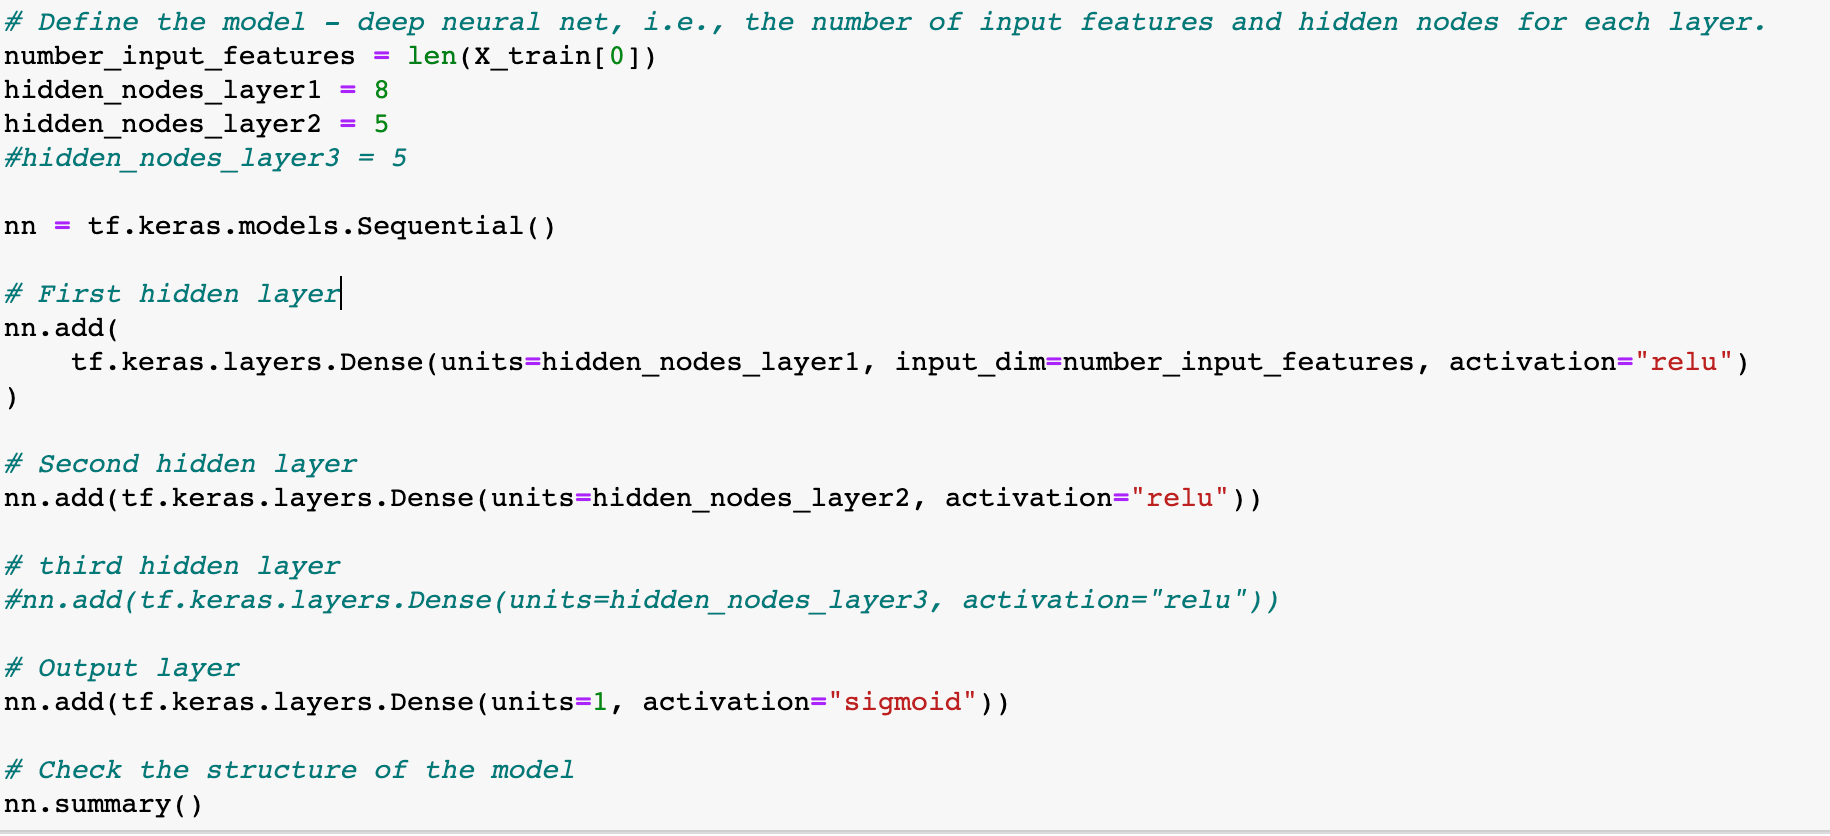 # Define the model - deep neural net, i.e., the number of input features and hidden nodes for each layer.
number_input_features = len(X_train[0])
hidden_nodes_layer1 = 8
hidden_nodes_layer2 = 5
#hidden_nodes_layer3 = 5
nn = tf.keras.models.Sequential()
# First hidden layer
nn.add(
    tf.keras.layers.Dense(units=hidden_nodes_layer1, input_dim=number_input_features, activation="relu")
)
# Second hidden layer
nn.add(tf.keras.layers.Dense(units=hidden_nodes_layer2, activation="relu"))
# third hidden layer
#nn.add(tf.keras.layers.Dense(units=hidden_nodes_layer3, activation="relu"))
# Output layer
nn.add(tf.keras.layers.Dense(units=1, activation="sigmoid"))
# Check the structure of the model
nn.summary()